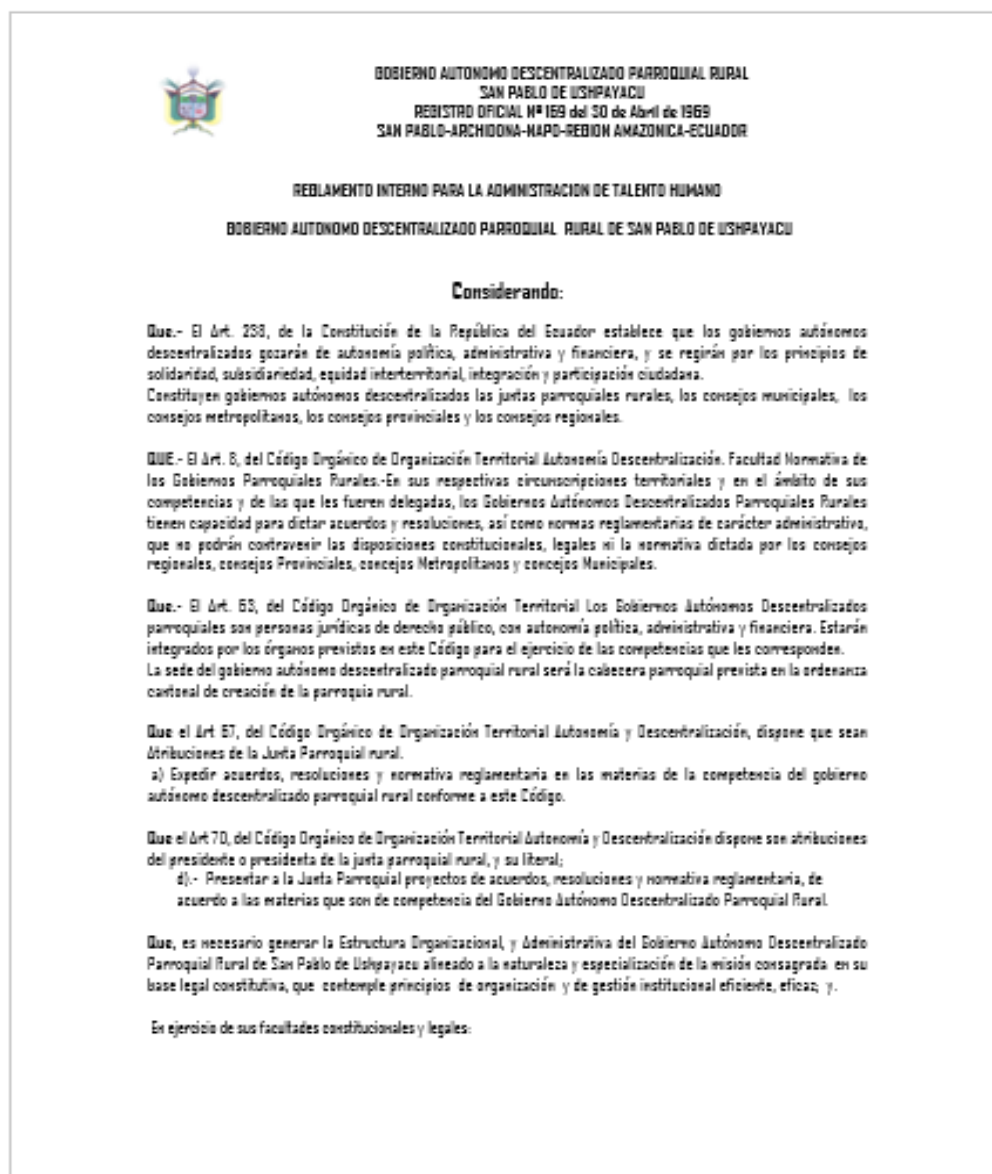 GOBIERNO AUTONOMO DESCENTRALIZADO PARROQUIAL RURAL
SAN PABLO DE USHPAYACU
REGISTRO OFICIAL Nº 169 del 30 de Abril de 1969
SAN PABLO-ARCHIDONA-NAPO-REGION AMAZONICA-ECUADOR
REGLAMENTO INTERNO PARA LA ADMINISTRACION DE TALENTO HUMANO
GOBIERNO AUTONOMO DESCENTRALIZADO PARROQUIAL RURAL DE SAN PABLO DE USHPAYACU
Considerando:
Que.- El Art. 238, de la Constitución de la República del Ecuador establece que los gobiernos autónomos
descentralizados gozarán de autonomía política, administrativa y financiera, y se regirán por los principios de
solidaridad, subsidiariedad, equidad interterritorial, integración y participación ciudadana.
Constituyen gobiernos autónomos descentralizados las juntas parroquiales rurales, los consejos municipales, los
consejos metropolitanos, los consejos provinciales y los consejos regionales.
QUE.- El Art. 8, del Código Orgánico de Organización Territorial Autonomía Descentralización. Facultad Normativa de
los Gobiernos Parroquiales Rurales.-En sus respectivas circunscripciones territoriales y en el ámbito de sus
competencias y de las que les fueren delegadas, los Gobiernos Autónomos Descentralizados Parroquiales Rurales
tienen capacidad para dictar acuerdos y resoluciones, así como normas reglamentarias de carácter administrativo,
que no podrán contravenir las disposiciones constitucionales, legales ni la normativa dictada por los consejos
regionales, consejos Provinciales, concejos Metropolitanos y concejos Municipales.
Que.- El Art. 63, del Código Orgánico de Organización Territorial Los Gobiernos Autónomos Descentralizados
parroquiales son personas jurídicas de derecho público, con autonomía política, administrativa y financiera. Estarán
integrados por los órganos previstos en este Código para el ejercicio de las competencias que les corresponden.
La sede del gobierno autónomo descentralizado parroquial rural será la cabecera parroquial prevista en la ordenanza
cantonal de creación de la parroquia rural.
Que el Art 67, del Código Orgánico de Organización Territorial Autonomía y Descentralización, dispone que sean
Atribuciones de la Junta Parroquial rural.
a) Expedir acuerdos, resoluciones y normativa reglamentaria en las materias de la competencia del gobierno
autónomo descentralizado parroquial rural conforme a este Código.
Que el Art 70, del Código Orgánico de Organización Territorial Autonomía y Descentralización dispone son atribuciones
del presidente o presidenta de la junta parroquial rural, y su literal;
d).- Presentar a la Junta Parroquial proyectos de acuerdos, resoluciones y normativa reglamentaria, de
acuerdo a las materias que son de competencia del Gobierno Autónomo Descentralizado Parroquial Rural.
Que, es necesario generar la Estructura Organizacional, y Administrativa del Gobierno Autónomo Descentralizado
Parroquial Rural de San Pablo de Ushpayacu alineado a la naturaleza y especialización de la misión consagrada en su
base legal constitutiva, que contemple principios de organización y de gestión institucional eficiente, eficaz; y.
En ejercicio de sus facultades constitucionales y legales: